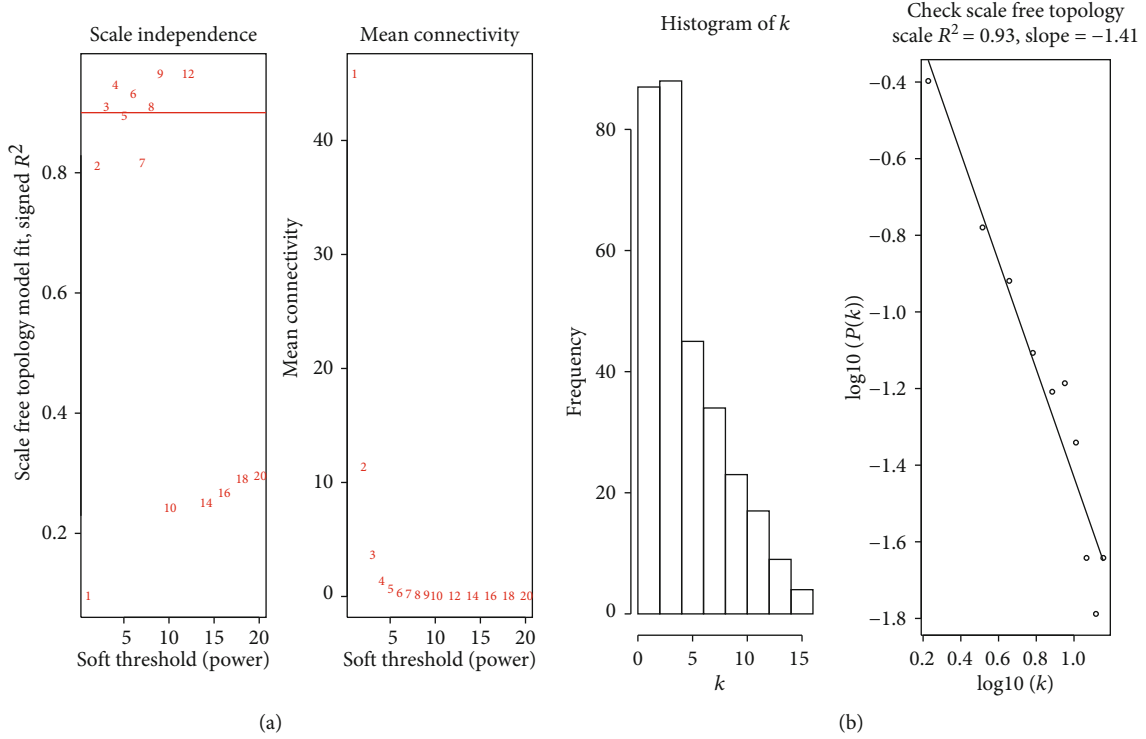 Scale independence
Scale free topology model fit, signed R²
0.8
0.6
0.4
0.2
1
2
3
4
5
6
7
8
9
10
12
14
16
18
20
5 10 15 20
Soft threshold (power)
Mean connectivity
Mean connectivity
40
30
20
10
0
1
2
3
4
5
6
7
8
9
10
12
14
16
18
20
5 10 15 20
Soft threshold (power)
(a)
Histogram of k
Frequency
80
60
40
20
0
0 5 10 15
k
Check scale free topology
scale R² = 0.93, slope = −1.41
log10 (P(k))
−0.4
−0.6
−0.8
−1.0
−1.2
−1.4
−1.6
−1.8
0.2 0.4 0.6 0.8 1.0
log10 (k)
(b)